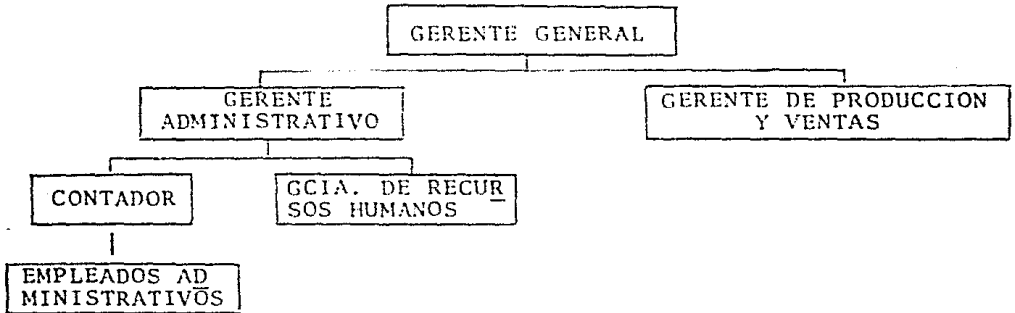 GERENTE GENERAL
GERENTE
ADMINISTRATIVO
GERENTE DE PRODUCCION
Y VENTAS
CONTADOR
GCIA. DE RECUR
SOS HUMANOS
EMPLEADOS AD
MINISTRATIVOS